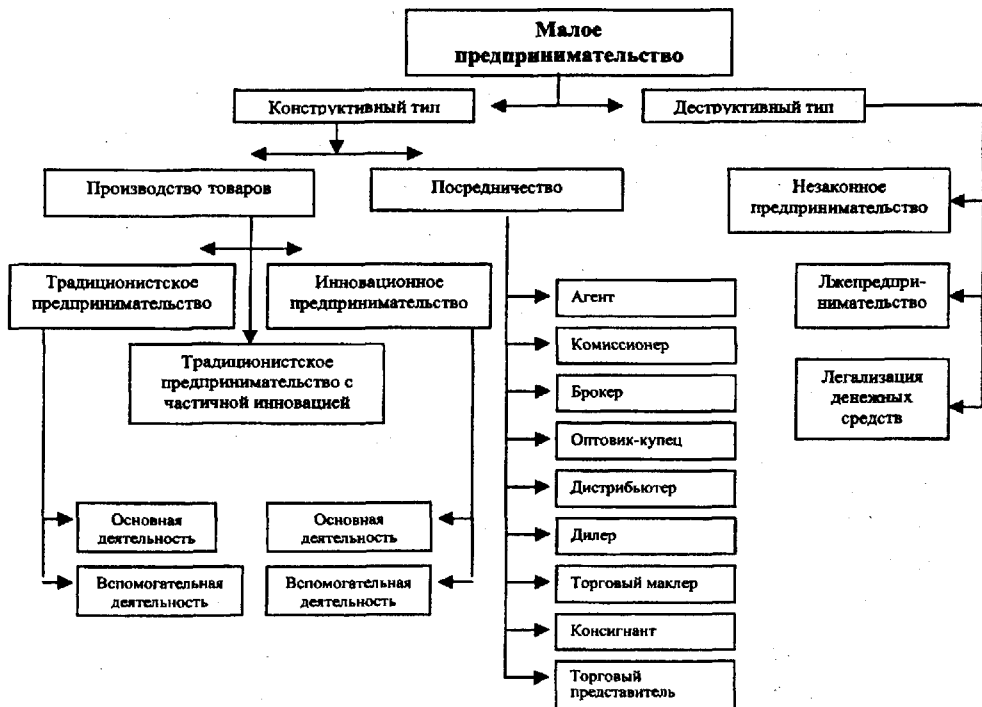 Малое
предпринимательство
Конструктивный тип
Деструктивный тип
Производство товаров
Посредничество
Незаконное
предпринимательство
Традиционистское
предпринимательство
Инновационное
предпринимательство
Лжепредпри-
нимательство
Традиционистское
предпринимательство с
частичной инновацией
Легализация
денежных
средств
Агент
Комиссионер
Брокер
Оптовик-купец
Дистрибьютер
Дилер
Торговый маклер
Консигнант
Торговый
представитель
Основная
деятельность
Основная
деятельность
Вспомогательная
деятельность
Вспомогательная
деятельность